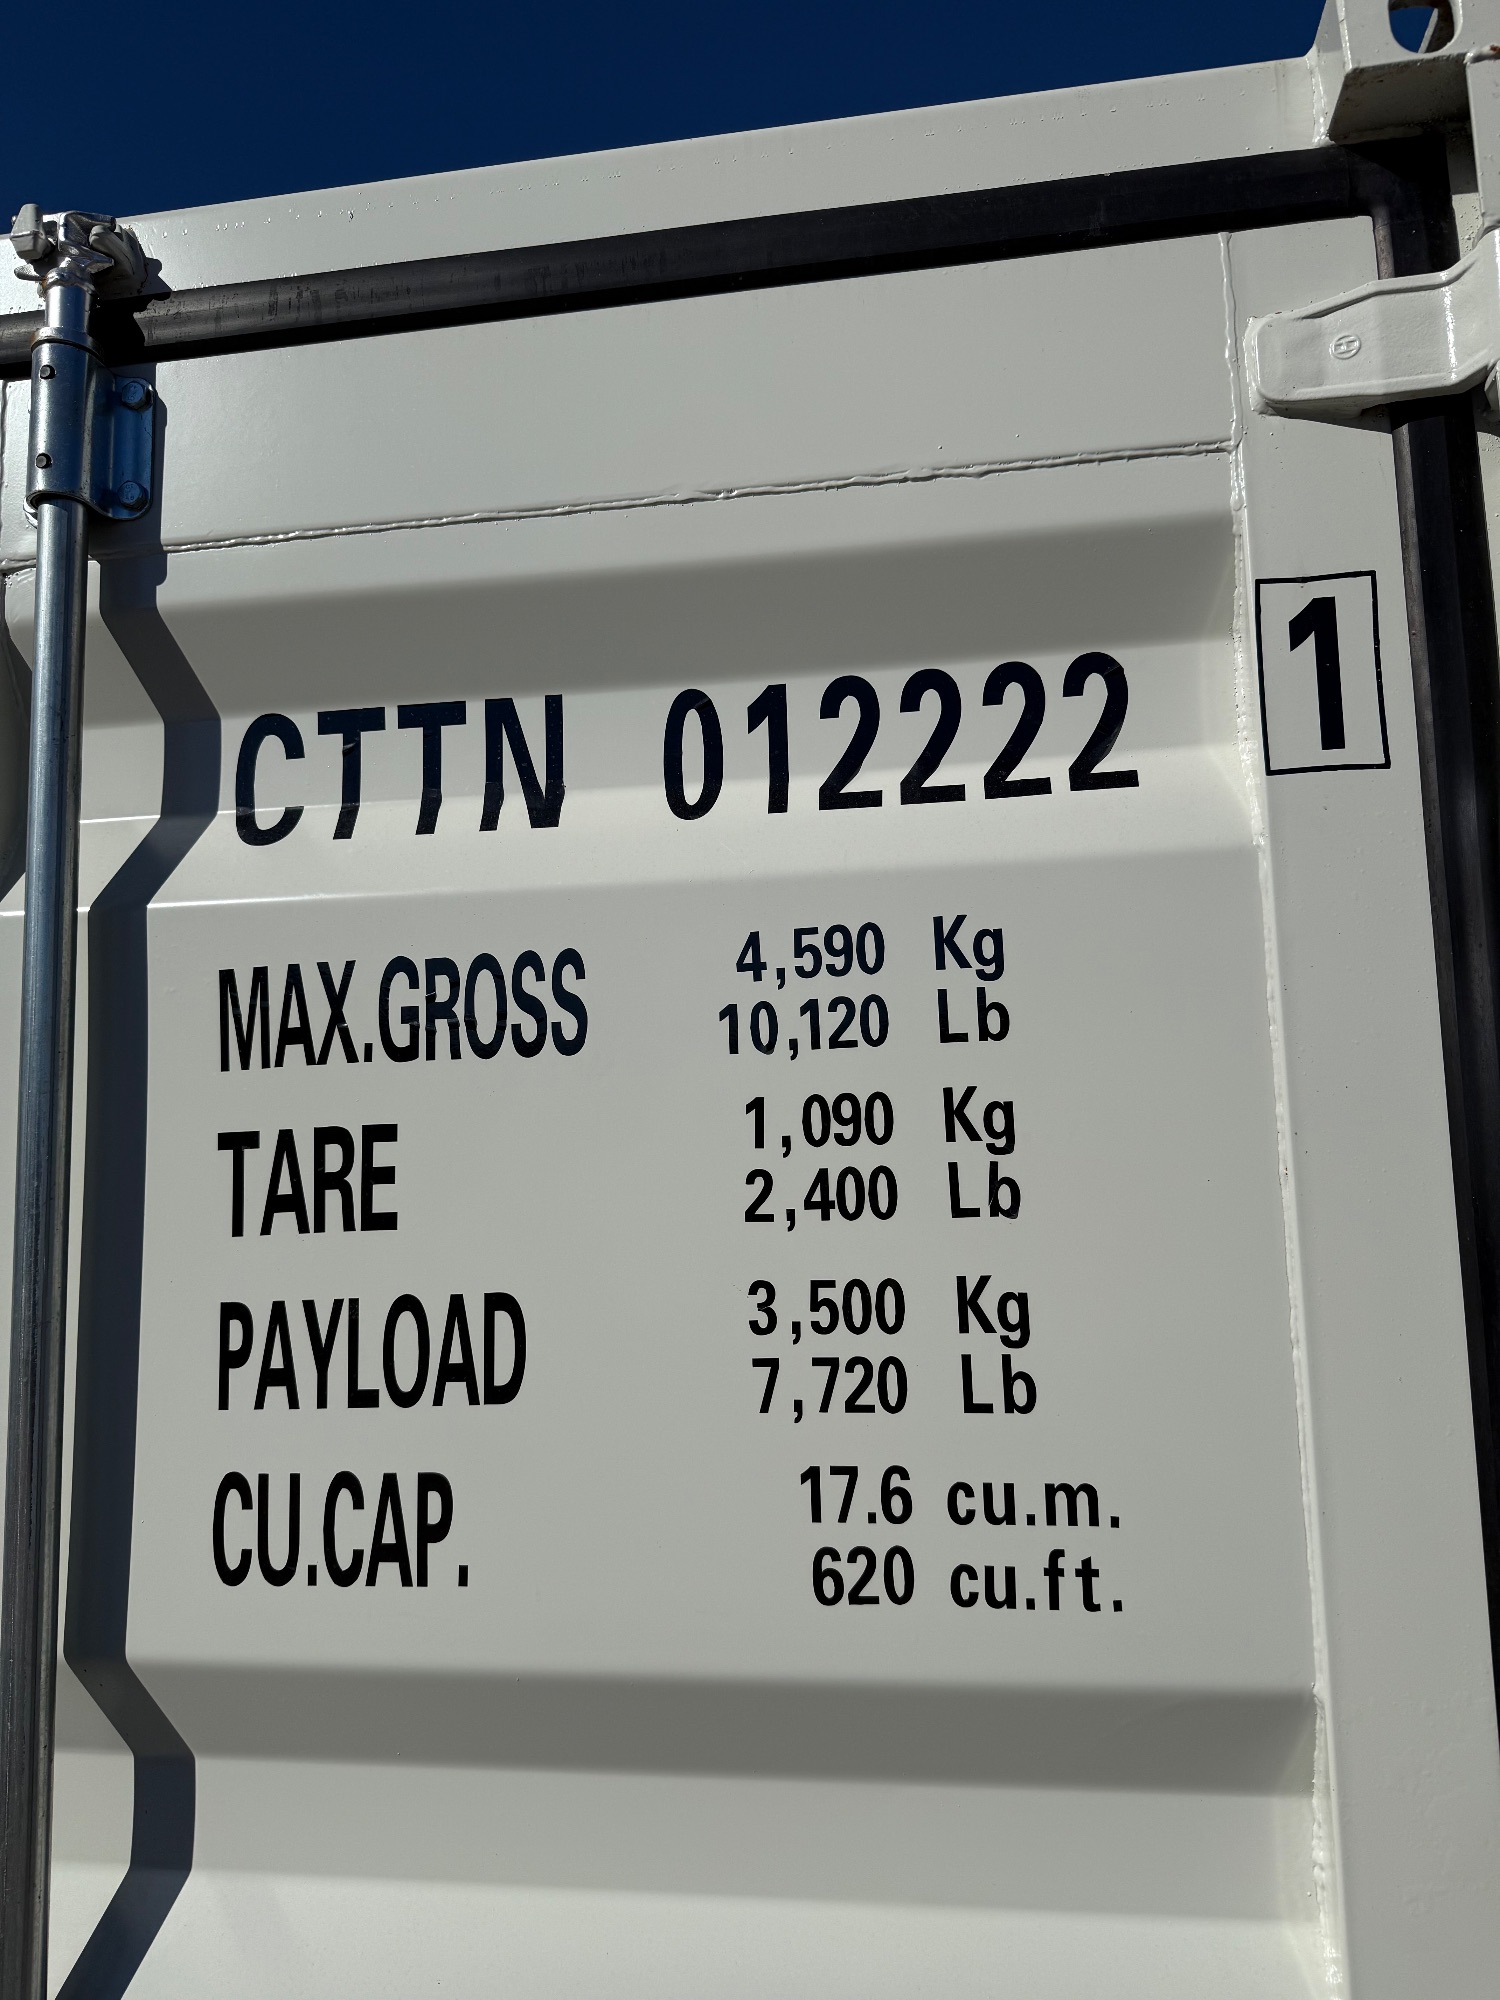 CTTN 012222 1
MAX.GROSS 4,590 Kg
10,120 Lb
TARE 1,090 Kg
2,400 Lb
PAYLOAD 3,500 Kg
7,720 Lb
CU.CAP. 17.6 cu.m.
620 cu.ft.
H